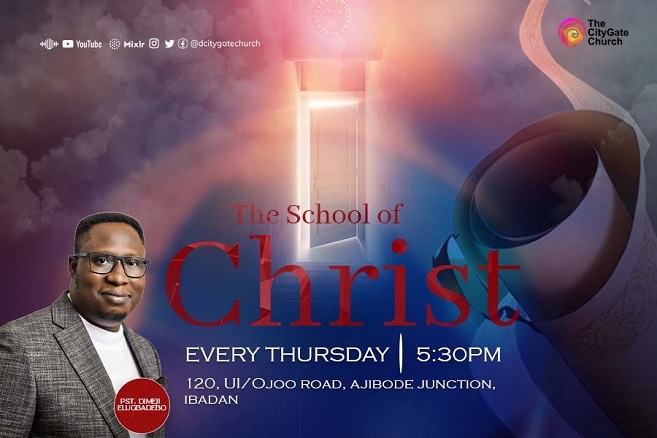 YouTube Mixlr @dcitygatechurch
The
CityGate
Church
The School of
Christ
EVERY THURSDAY | 5:30PM
120, UI/OJOO ROAD, AJIBODE JUNCTION,
IBADAN
PST. DIMEJI
ELUGBADEBO